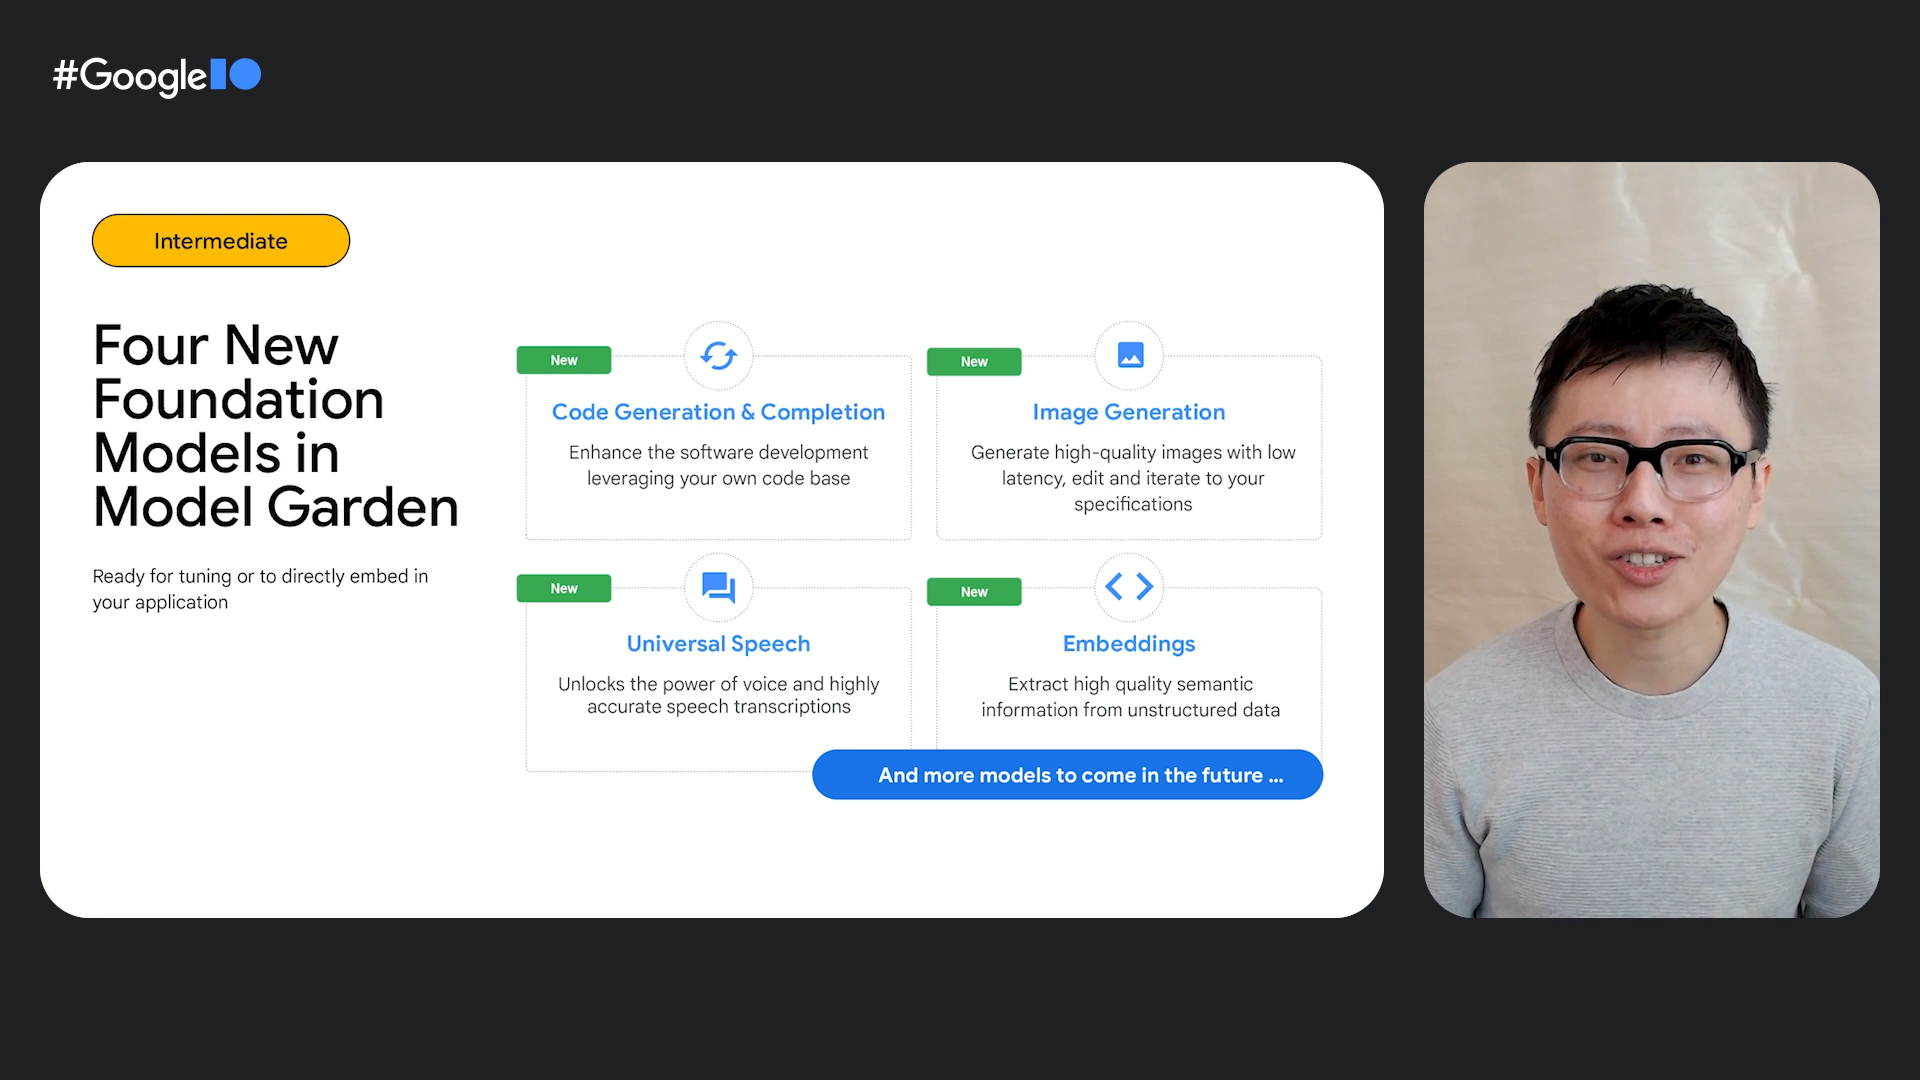 #GoogleIO
Intermediate
Four New
Foundation
Models in
Model Garden
Ready for tuning or to directly embed in
your application
New
Code Generation & Completion
Enhance the software development
leveraging your own code base
New
Image Generation
Generate high-quality images with low
latency, edit and iterate to your
specifications
New
Universal Speech
Unlocks the power of voice and highly
accurate speech transcriptions
New
Embeddings
Extract high quality semantic
information from unstructured data
And more models to come in the future ...